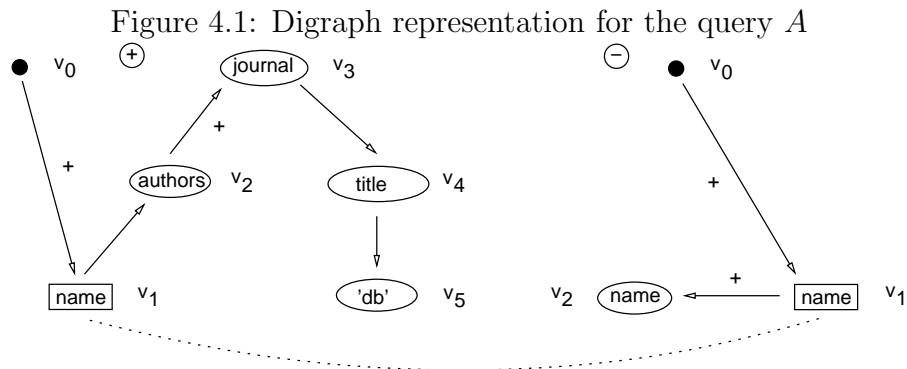 Figure 4.1: Digraph representation for the query A
v0
+
journal
v3
−
v0
+
+
authors
v2
title
v4
+
name
v1
'db'
v5
v2
name
+
name
v1